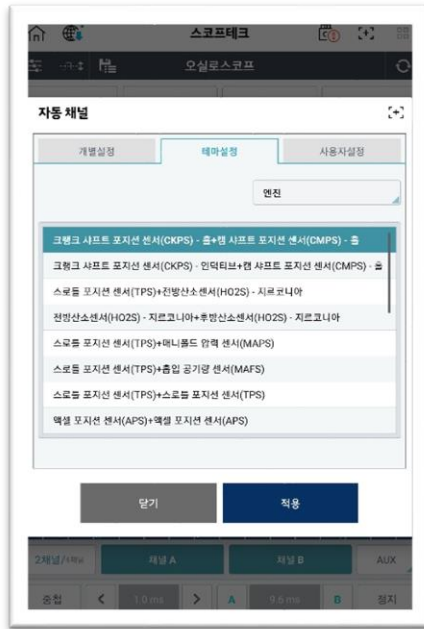 스코프테크
오실로스코프
자동 채널
개별설정 테마설정 사용자설정
엔진
크랭크 샤프트 포지션 센서(CKPS) - 홀+캠 샤프트 포지션 센서(CMPS) - 홀
크랭크 샤프트 포지션 센서(CKPS) - 인덕티브+캠 샤프트 포지션 센서(CMPS) - 홀
스로틀 포지션 센서(TPS)+전방산소센서(HO2S) - 지르코니아
전방산소센서(HO2S) - 지르코니아+후방산소센서(HO2S) - 지르코니아
스로틀 포지션 센서(TPS)+매니폴드 압력 센서(MAPS)
스로틀 포지션 센서(TPS)+흡입 공기량 센서(MAFS)
스로틀 포지션 센서(TPS)+스로틀 포지션 센서(TPS)
액셀 포지션 센서(APS)+액셀 포지션 센서(APS)
닫기 적용
2채널/ 채널 A 채널 B AUX
중첩 < 1.0 ms > A 9.6 ms B 정지